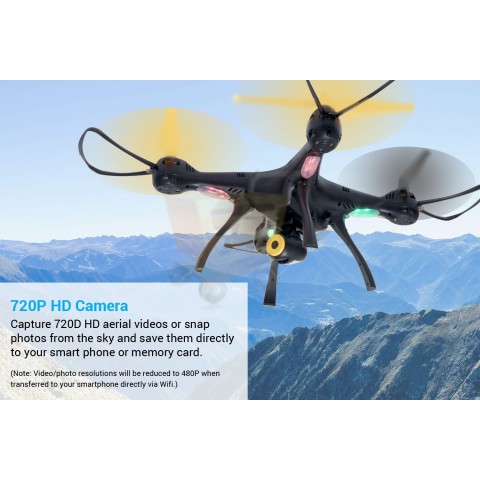 720P HD Camera
Capture 720D HD aerial videos or snap
photos from the sky and save them directly
to your smart phone or memory card.
(Note: Video/photo resolutions will be reduced to 480P when
transferred to your smartphone directly via Wifi.)